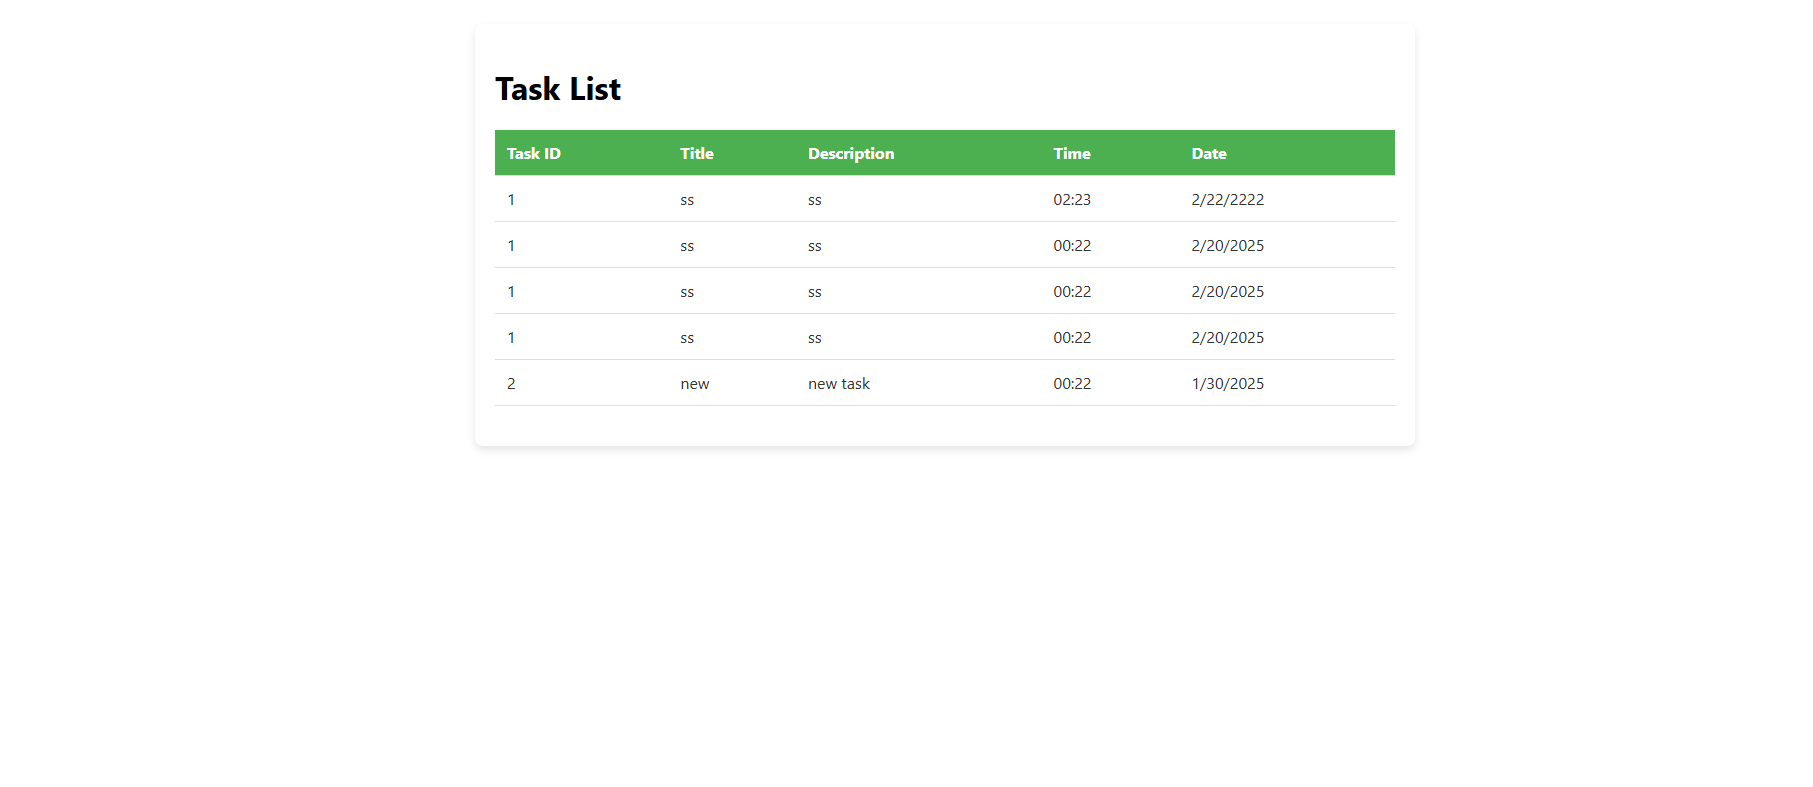 Task List
Task ID Title Description Time Date
1 ss ss 02:23 2/22/2222
1 ss ss 00:22 2/20/2025
1 ss ss 00:22 2/20/2025
1 ss ss 00:22 2/20/2025
2 new new task 00:22 1/30/2025